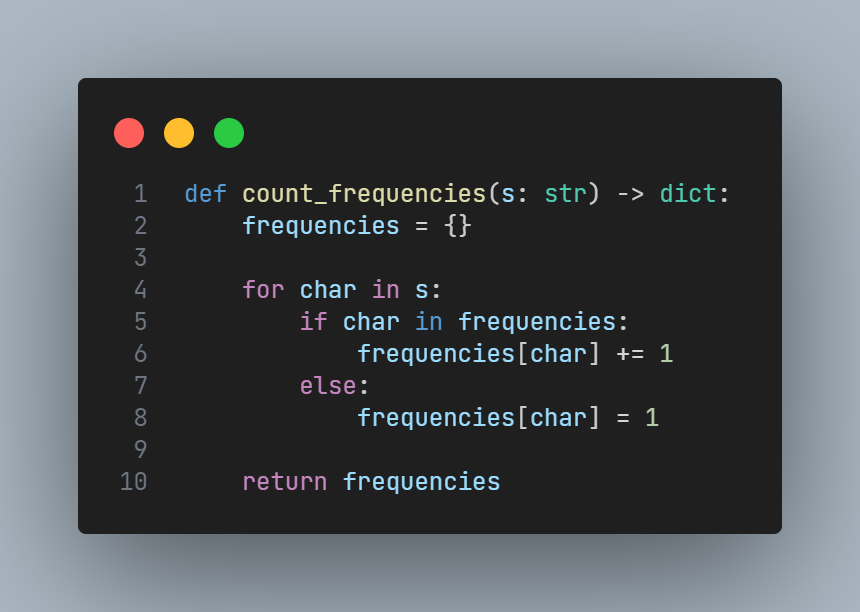 1 def count_frequencies(s: str) -> dict:
2     frequencies = {}
3
4     for char in s:
5         if char in frequencies:
6             frequencies[char] += 1
7         else:
8             frequencies[char] = 1
9
10     return frequencies